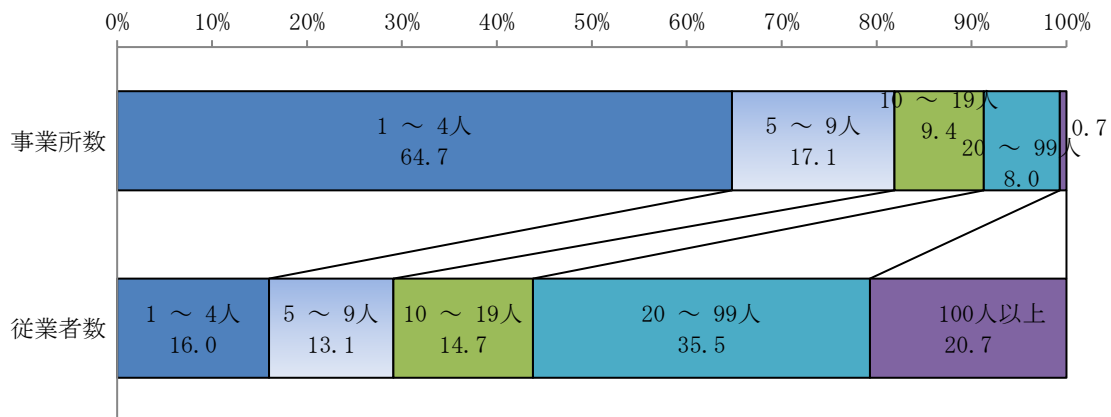 0% 10% 20% 30% 40% 50% 60% 70% 80% 90% 100%
事業所数
1 ～ 4人
64.7
5 ～ 9人
17.1
10 ～ 19人
9.4
20 ～ 99人
8.0
0.7
従業者数
1 ～ 4人
16.0
5 ～ 9人
13.1
10 ～ 19人
14.7
20 ～ 99人
35.5
100人以上
20.7